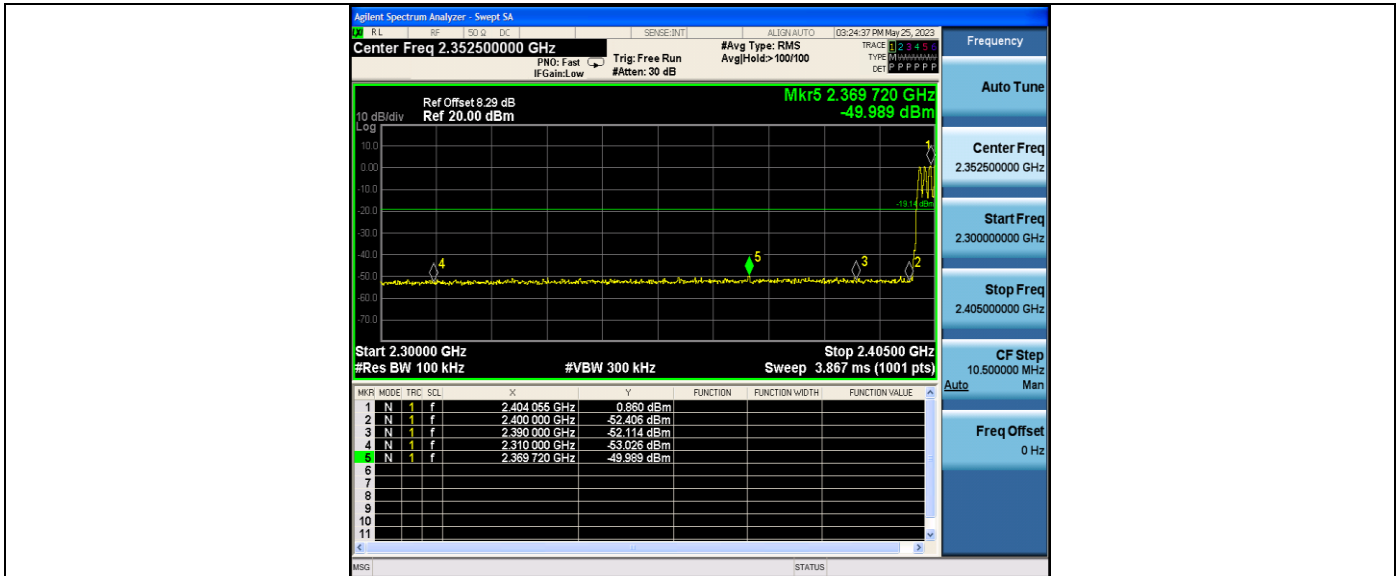 Agilent Spectrum Analyzer - Swept SA
RL RF 50 Ω DC SENSE:INT ALIGN AUTO 03:24:37 PM May 25, 2023
Center Freq 2.352500000 GHz
PNO: Fast
IFGain:Low
Trig: Free Run
#Atten: 30 dB
#Avg Type: RMS
Avg|Hold:>100/100
TRACE 1 2 3 4 5 6
TYPE M WWWWW
DET P P P P P P
Frequency
Auto Tune
Center Freq
2.352500000 GHz
Start Freq
2.300000000 GHz
Stop Freq
2.405000000 GHz
CF Step
10.500000 MHz
Auto Man
Freq Offset
0 Hz
Mkr5 2.369 720 GHz
-49.989 dBm
Ref Offset 8.29 dB
10 dB/div Ref 20.00 dBm
Log
10.0
0.00
-10.0
-20.0
-30.0
-40.0
-50.0
-60.0
-70.0
1
-19.14 dBm
4
5
3
2
Start 2.30000 GHz Stop 2.40500 GHz
#Res BW 100 kHz #VBW 300 kHz Sweep 3.867 ms (1001 pts)
MKR MODE TRC SCL X Y FUNCTION FUNCTION WIDTH FUNCTION VALUE
1 N 1 f 2.404 055 GHz 0.860 dBm
2 N 1 f 2.400 000 GHz -52.406 dBm
3 N 1 f 2.390 000 GHz -52.114 dBm
4 N 1 f 2.310 000 GHz -53.026 dBm
5 N 1 f 2.369 720 GHz -49.989 dBm
6
7
8
9
10
11
MSG STATUS